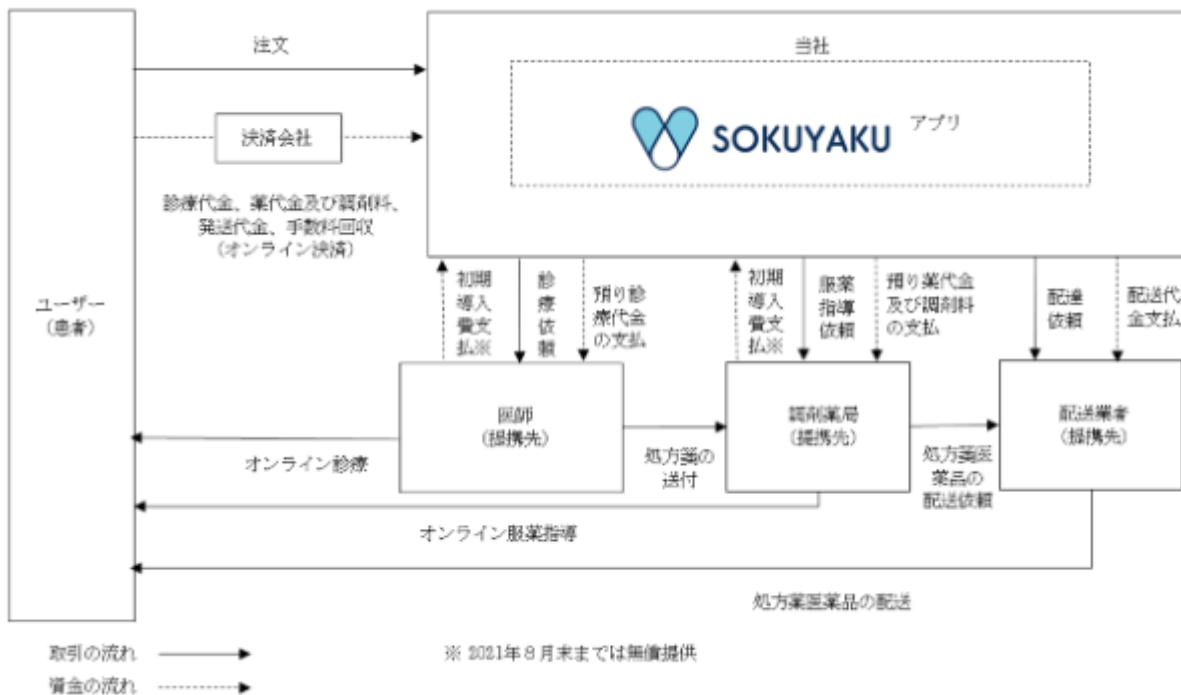 注文
当社
アプリ
SOKUYAKU
決済会社
診療代金、薬代金及び調剤料、
発送代金、手数料回収
(オンライン決済)
ユーザー
(患者)
初期
導入
費支
払※
診療依頼
預り診
療代金
の支払
初期
導入
費支
払※
服薬
指導
依頼
預り薬代金
及び調剤料
の支払
配達
依頼
配送代
金支払
医師
(提携先)
調剤薬局
(提携先)
配送業者
(提携先)
オンライン診療
処方箋の
送付
処方薬医
薬品の
配送依頼
オンライン服薬指導
処方薬医薬品の配送
取引の流れ
※ 2021年8月末までは無償提供
資金の流れ